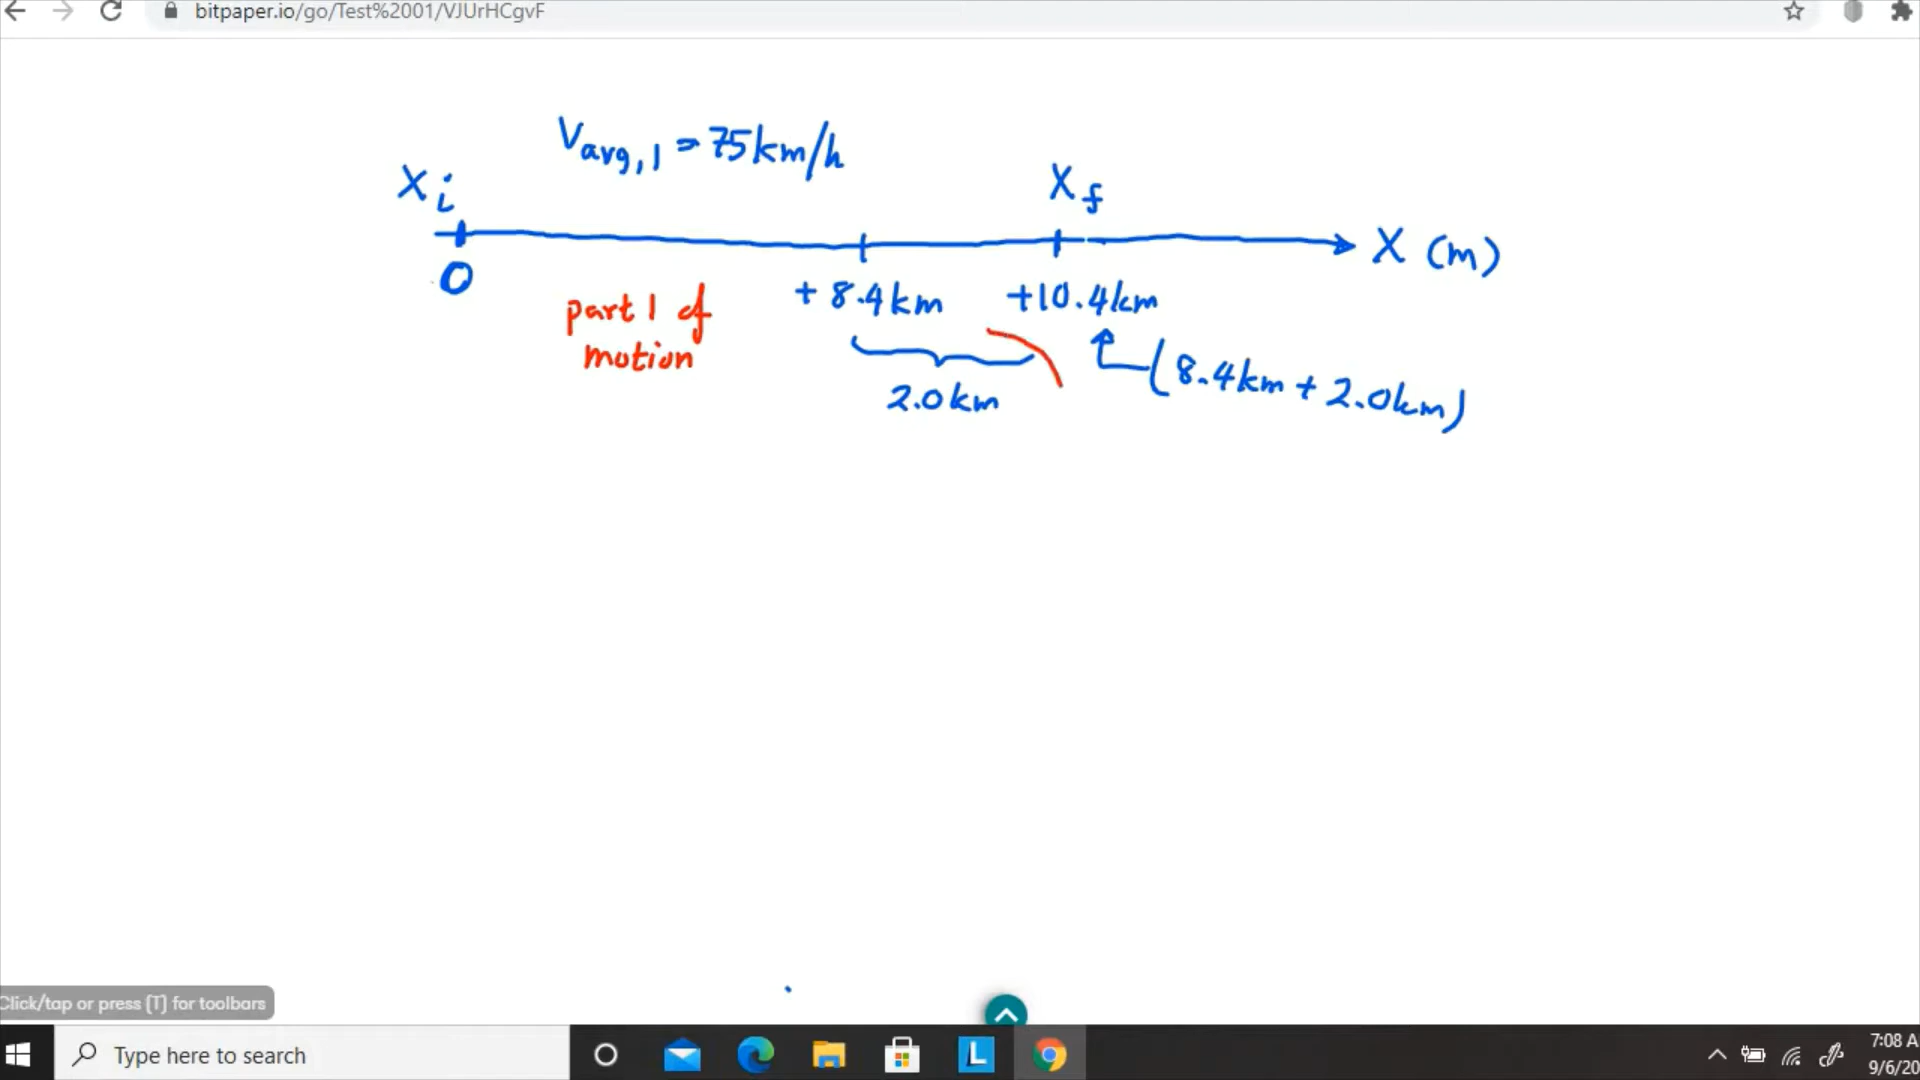 bitpaper.io/go/Test%2001/VJUrHCgvF
Vavg,1 = 75km/h
Xi
Xf
X (m)
0
+ 8.4km
+10.4km
part 1 of
motion
2.0km
(8.4km + 2.0km)
Click/tap or press (T) for toolbars
Type here to search
L
7:08 A
9/6/20